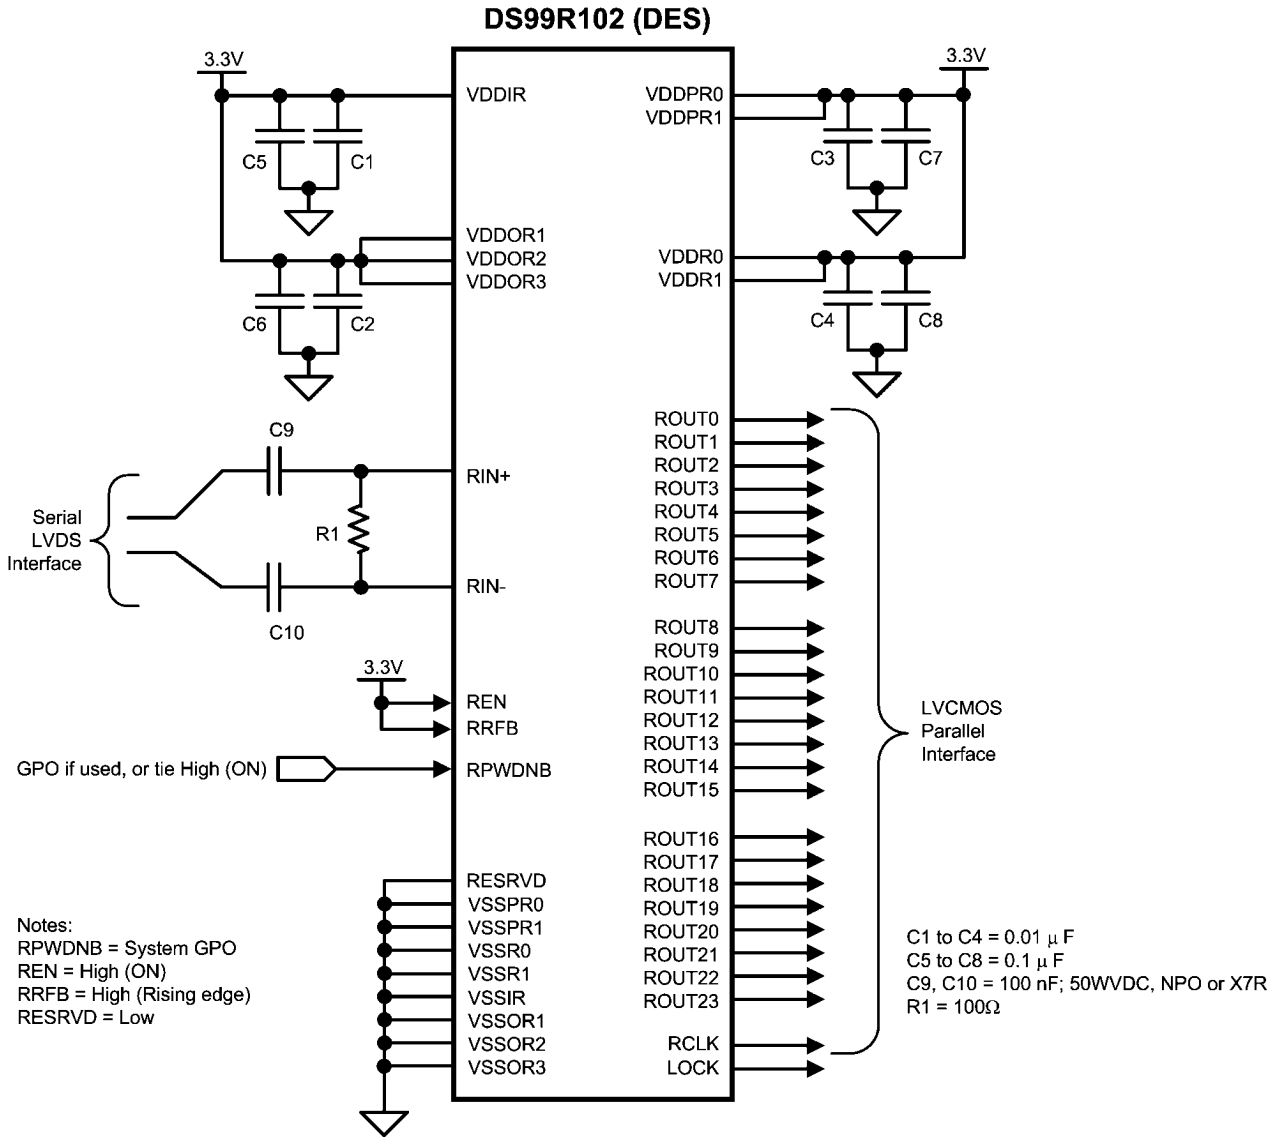 DS99R102 (DES)
3.3V
VDDIR
C5
C1
VDDOR1
VDDOR2
VDDOR3
C6
C2
3.3V
VDDPR0
VDDPR1
C3
C7
VDDR0
VDDR1
C4
C8
C9
RIN+
Serial
LVDS
Interface
R1
RIN-
C10
3.3V
REN
RRFB
GPO if used, or tie High (ON)
RPWDNB
RESRVD
VSSPR0
VSSPR1
VSSR0
VSSR1
VSSIR
VSSOR1
VSSOR2
VSSOR3
Notes:
RPWDNB = System GPO
REN = High (ON)
RRFB = High (Rising edge)
RESRVD = Low
ROUT0
ROUT1
ROUT2
ROUT3
ROUT4
ROUT5
ROUT6
ROUT7
ROUT8
ROUT9
ROUT10
ROUT11
ROUT12
ROUT13
ROUT14
ROUT15
ROUT16
ROUT17
ROUT18
ROUT19
ROUT20
ROUT21
ROUT22
ROUT23
RCLK
LOCK
LVCMOS
Parallel
Interface
C1 to C4 = 0.01 μ F
C5 to C8 = 0.1 μ F
C9, C10 = 100 nF; 50WVDC, NPO or X7R
R1 = 100Ω